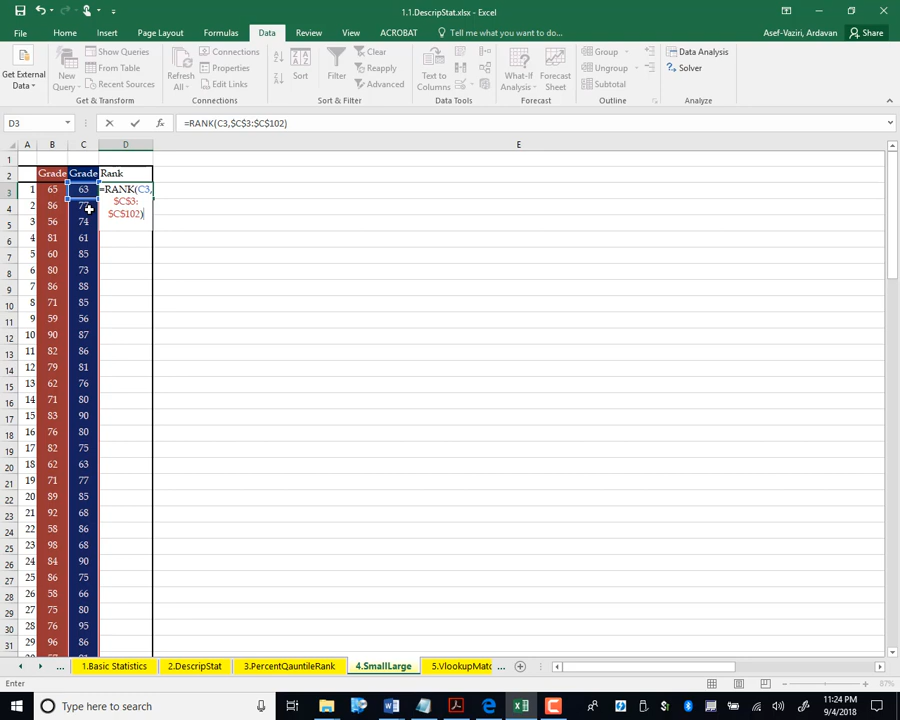 1.1.DescripStat.xlsx - Excel
File Home Insert Page Layout Formulas Data Review View ACROBAT Tell me what you want to do... Asef-Vaziri, Ardavan Share
Get External Data
New Query
Show Queries
From Table
Recent Sources
Get & Transform
Refresh All
Connections
Properties
Edit Links
Connections
Sort
Filter
Clear
Reapply
Advanced
Sort & Filter
Text to Columns
Data Tools
What-If Analysis
Forecast Sheet
Forecast
Group
Ungroup
Subtotal
Outline
Data Analysis
Solver
Analyze
D3 fx =RANK(C3,$C$3:$C$102)
A B C D E
1
2 Grade Grade Rank
3 1 65 63 =RANK(C3,
$C$3:
$C$102)
4 2 86 77
5 3 56 74
6 4 81 61
7 5 60 85
8 6 80 73
9 7 86 88
10 8 71 85
11 9 59 56
12 10 90 87
13 11 82 86
14 12 79 81
15 13 62 76
16 14 71 80
17 15 83 90
18 16 76 80
19 17 82 75
20 18 62 63
21 19 71 77
22 20 89 85
23 21 92 68
24 22 58 86
25 23 98 68
26 24 84 90
27 25 86 75
28 26 58 66
29 27 75 80
30 28 76 95
31 29 96 86
... 1.Basic Statistics 2.DescripStat 3.PercentQauntileRank 4.SmallLarge 5.VlookupMatc ...
Enter 87%
Type here to search
11:24 PM
9/4/2018